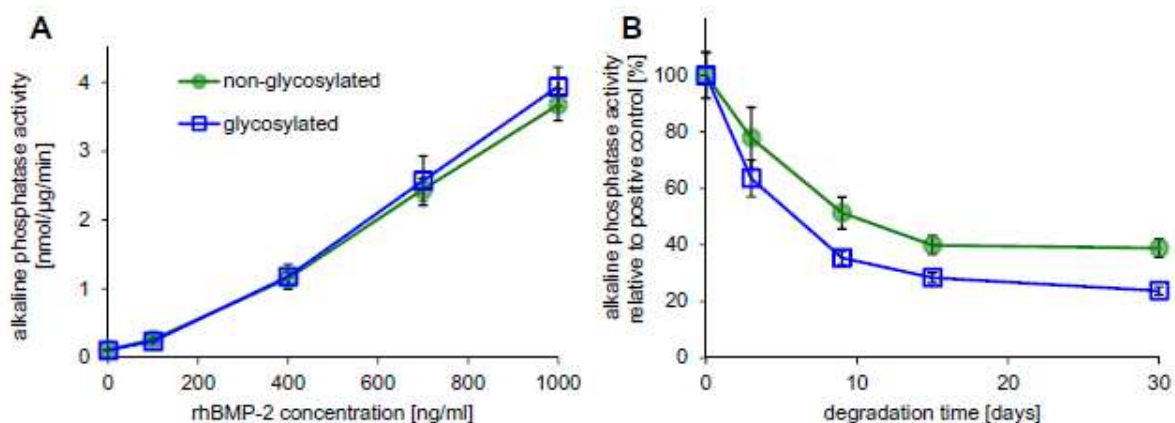 A
alkaline phosphatase activity
[nmol/µg/min]
4
3
2
1
0
non-glycosylated
glycosylated
0 200 400 600 800 1000
rhBMP-2 concentration [ng/ml]
B
alkaline phosphatase activity
relative to positive control [%]
100
80
60
40
20
0
0 10 20 30
degradation time [days]